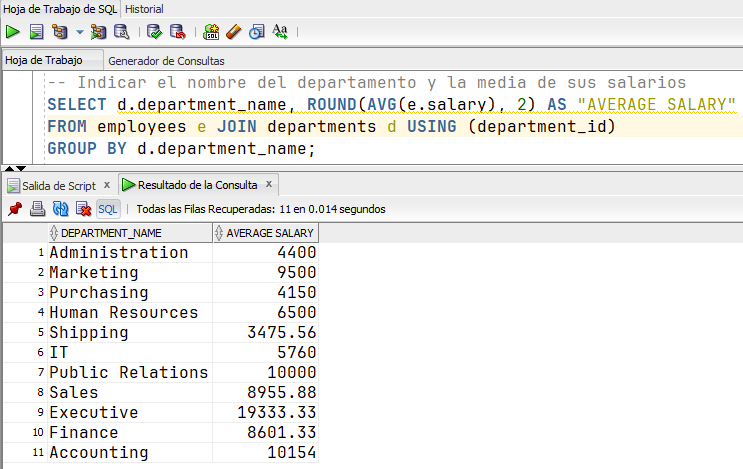 Hoja de Trabajo de SQL Historial
Hoja de Trabajo Generador de Consultas
-- Indicar el nombre del departamento y la media de sus salarios
SELECT d.department_name, ROUND(AVG(e.salary), 2) AS "AVERAGE SALARY"
FROM employees e JOIN departments d USING (department_id)
GROUP BY d.department_name;
Salida de Script x Resultado de la Consulta x
SQL Todas las Filas Recuperadas: 11 en 0.014 segundos
DEPARTMENT_NAME AVERAGE SALARY
1 Administration 4400
2 Marketing 9500
3 Purchasing 4150
4 Human Resources 6500
5 Shipping 3475.56
6 IT 5760
7 Public Relations 10000
8 Sales 8955.88
9 Executive 19333.33
10 Finance 8601.33
11 Accounting 10154